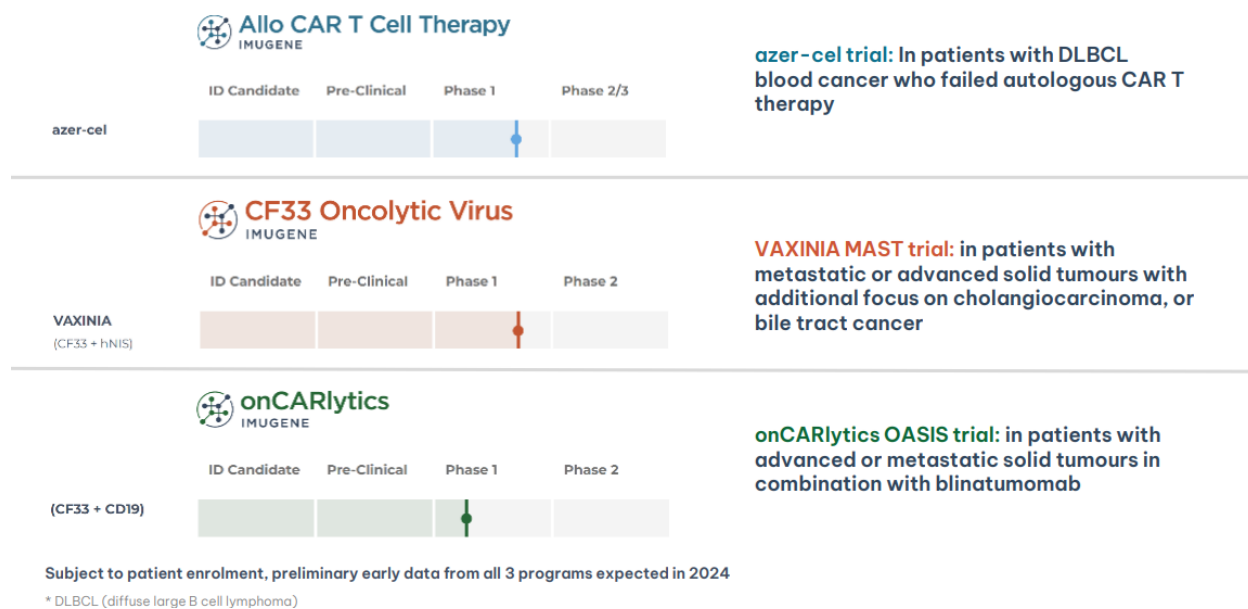 Allo CAR T Cell Therapy
IMUGENE
ID Candidate Pre-Clinical Phase 1 Phase 2/3
azer-cel
azer-cel trial: In patients with DLBCL
blood cancer who failed autologous CAR T
therapy
CF33 Oncolytic Virus
IMUGENE
ID Candidate Pre-Clinical Phase 1 Phase 2
VAXINIA
(CF33 + hNIS)
VAXINIA MAST trial: in patients with
metastatic or advanced solid tumours with
additional focus on cholangiocarcinoma, or
bile tract cancer
onCARlytics
IMUGENE
ID Candidate Pre-Clinical Phase 1 Phase 2
(CF33 + CD19)
onCARlytics OASIS trial: in patients with
advanced or metastatic solid tumours in
combination with blinatumomab
Subject to patient enrolment, preliminary early data from all 3 programs expected in 2024
* DLBCL (diffuse large B cell lymphoma)